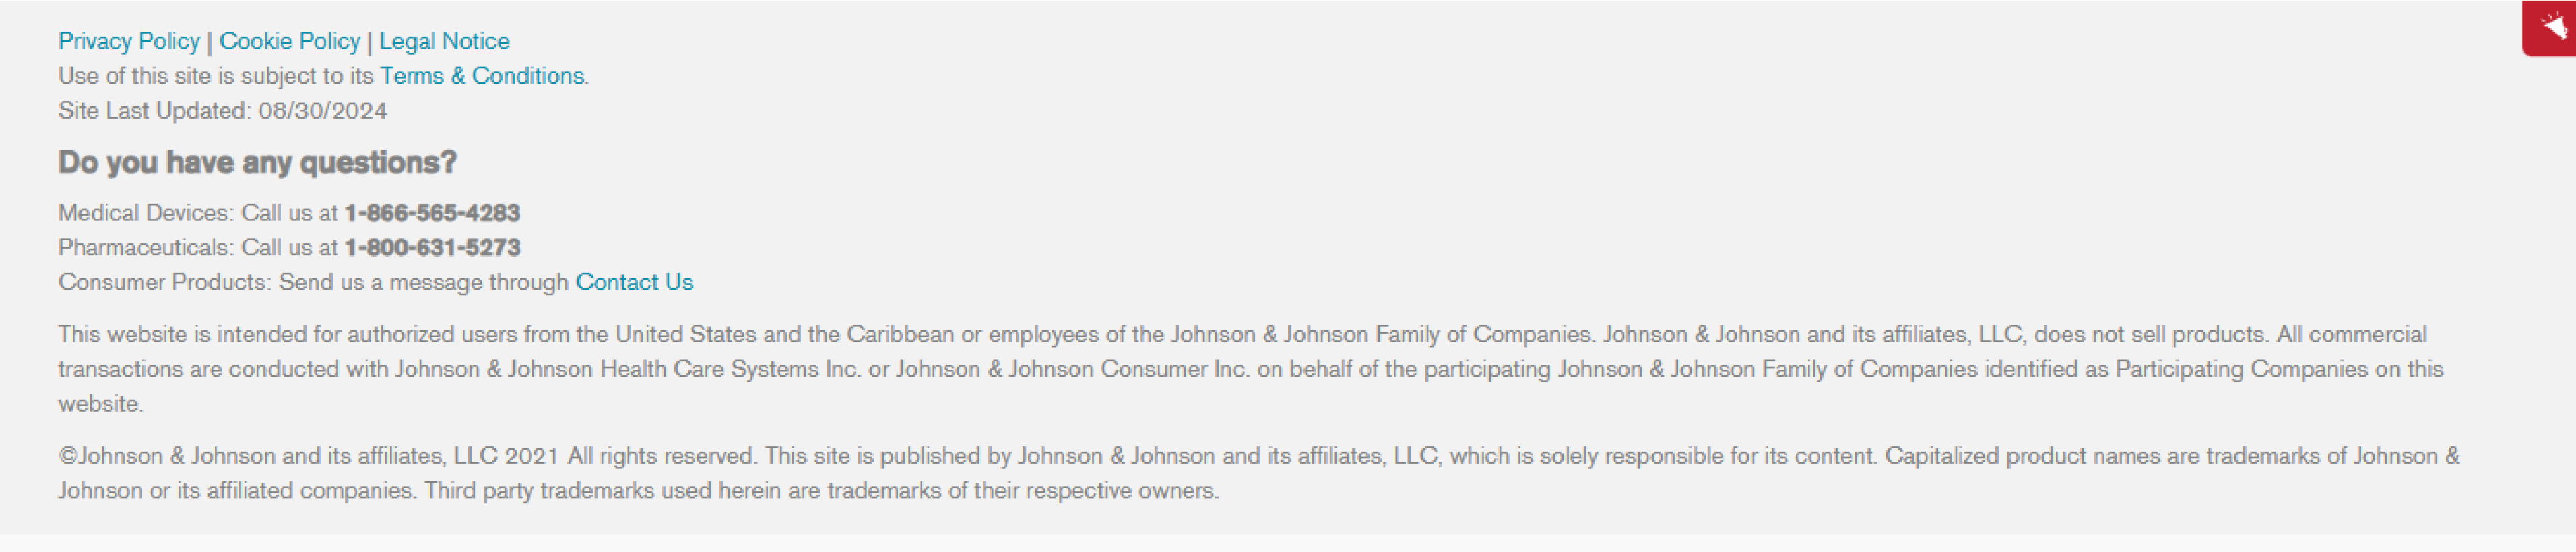 Privacy Policy | Cookie Policy | Legal Notice
Use of this site is subject to its Terms & Conditions.
Site Last Updated: 08/30/2024
Do you have any questions?
Medical Devices: Call us at 1-866-565-4283
Pharmaceuticals: Call us at 1-800-631-5273
Consumer Products: Send us a message through Contact Us
This website is intended for authorized users from the United States and the Caribbean or employees of the Johnson & Johnson Family of Companies. Johnson & Johnson and its affiliates, LLC, does not sell products. All commercial
transactions are conducted with Johnson & Johnson Health Care Systems Inc. or Johnson & Johnson Consumer Inc. on behalf of the participating Johnson & Johnson Family of Companies identified as Participating Companies on this
website.
©Johnson & Johnson and its affiliates, LLC 2021 All rights reserved. This site is published by Johnson & Johnson and its affiliates, LLC, which is solely responsible for its content. Capitalized product names are trademarks of Johnson &
Johnson or its affiliated companies. Third party trademarks used herein are trademarks of their respective owners.